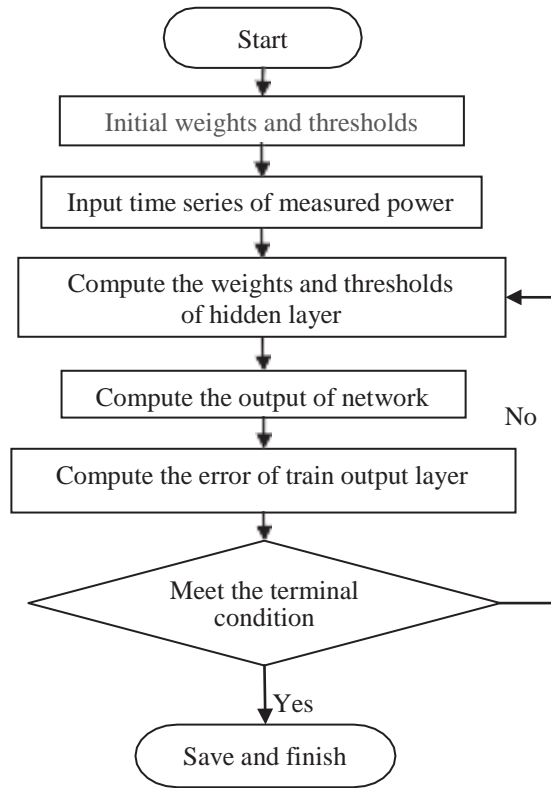 Start
Initial weights and thresholds
Input time series of measured power
Compute the weights and thresholds
of hidden layer
Compute the output of network
No
Compute the error of train output layer
Meet the terminal
condition
Yes
Save and finish